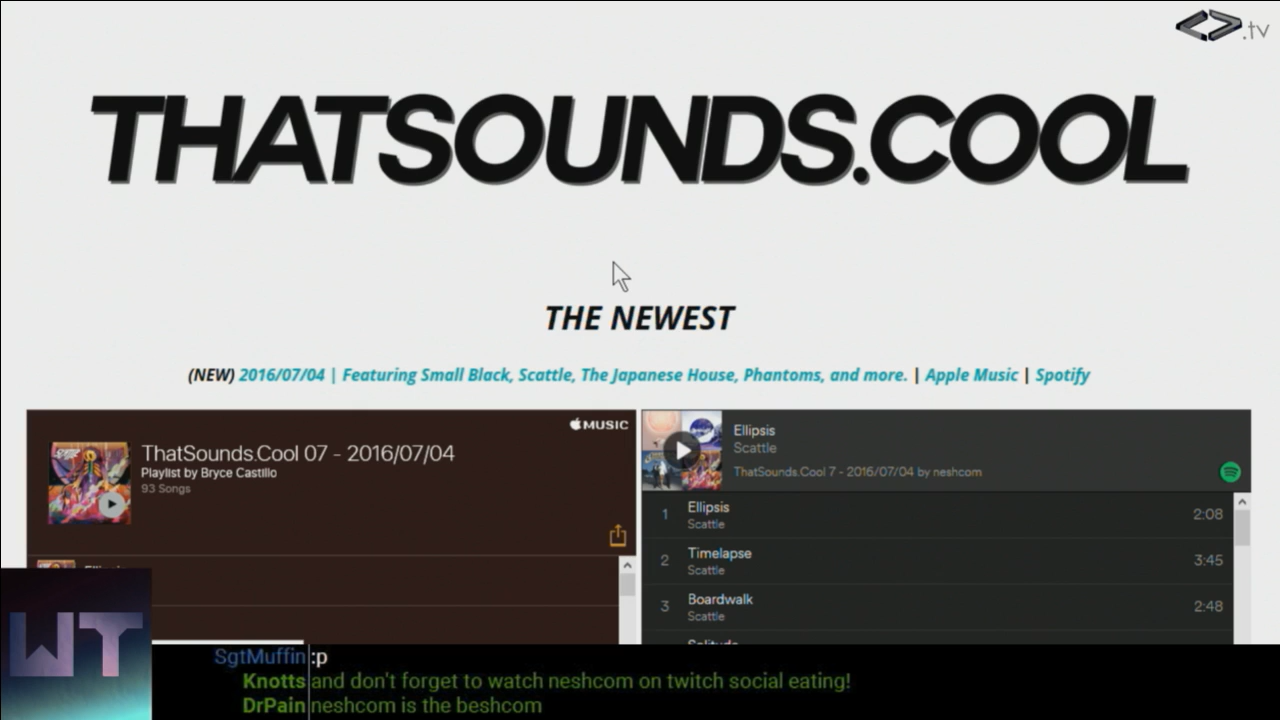 .tv
THATSOUNDS.COOL
THE NEWEST
(NEW) 2016/07/04 | Featuring Small Black, Scattle, The Japanese House, Phantoms, and more. | Apple Music | Spotify
MUSIC
ThatSounds.Cool 07 - 2016/07/04
Playlist by Bryce Castillo
93 Songs
Ellipsis
Scattle
ThatSounds.Cool 7 - 2016/07/04 by neshcom
1 Ellipsis 2:08
Scattle
2 Timelapse 3:45
Scattle
3 Boardwalk 2:48
Scattle
WT
SgtMuffin :p
Knotts and don't forget to watch neshcom on twitch social eating!
DrPain neshcom is the beshcom